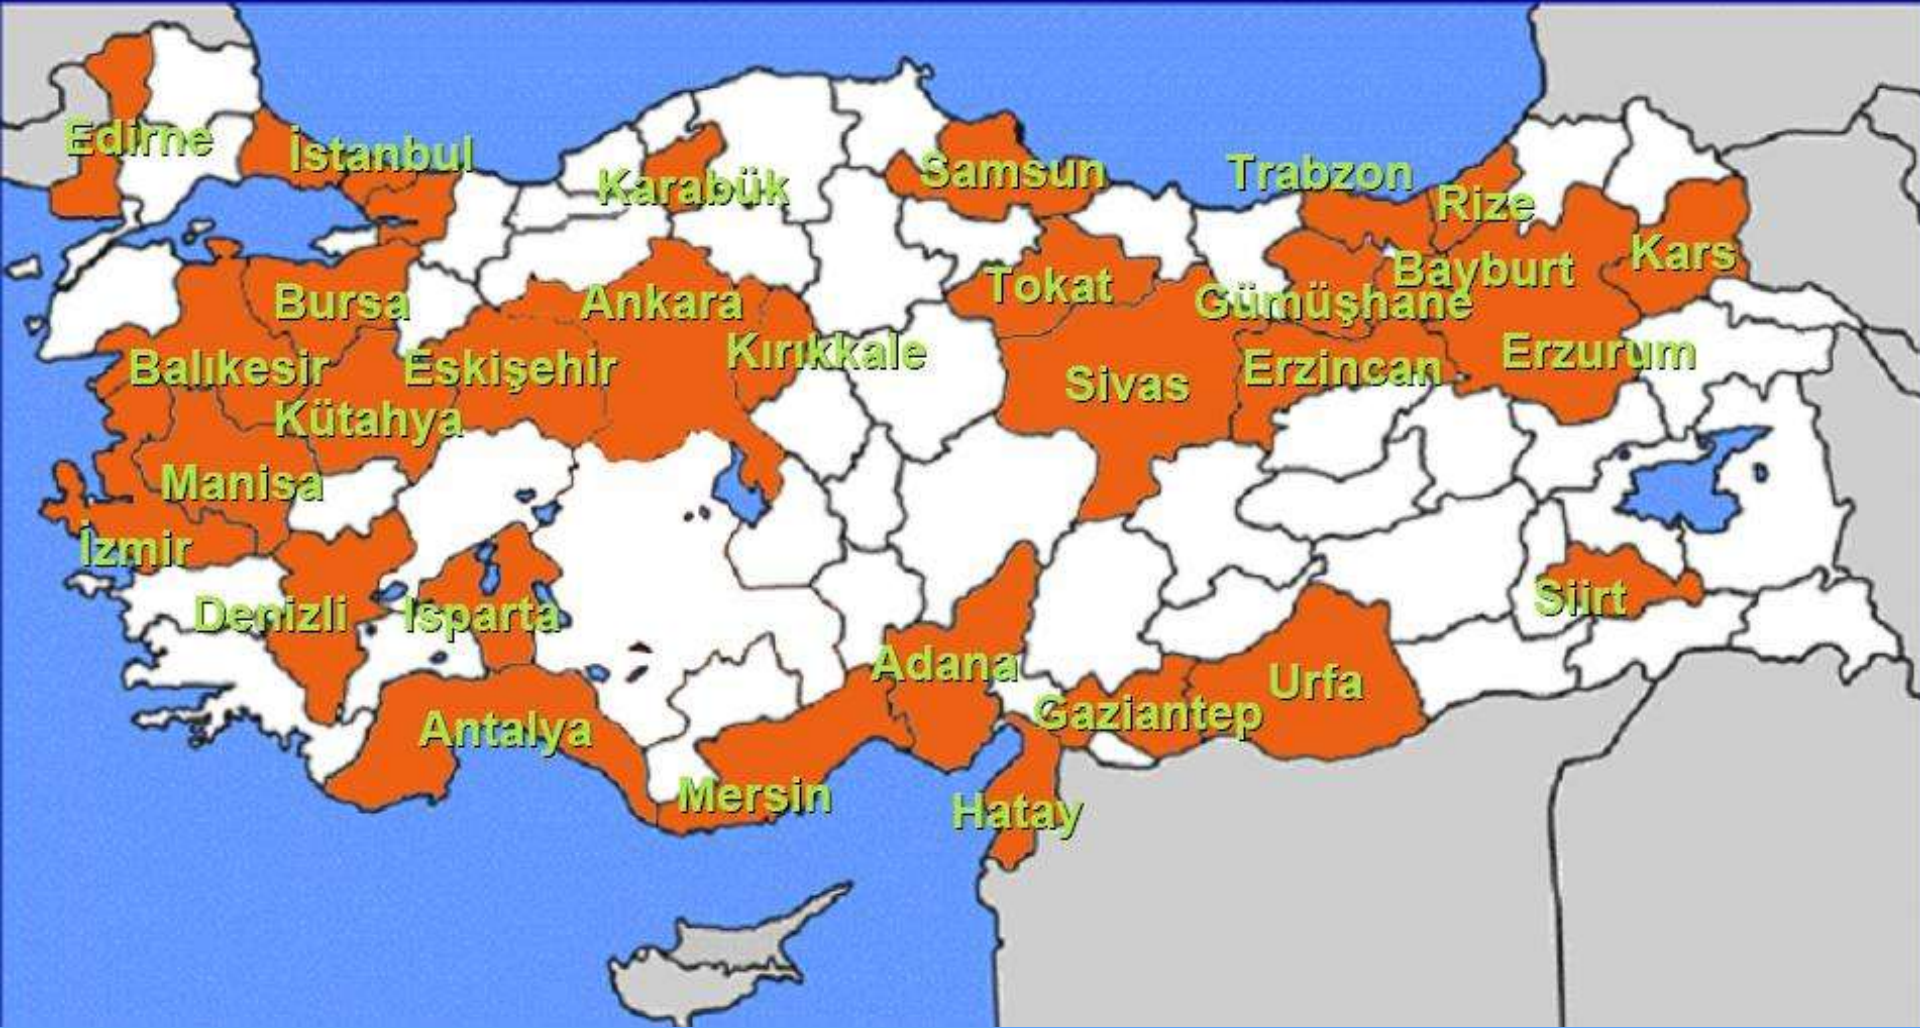 Edirne
İstanbul
Karabük
Samsun
Trabzon
Rize
Kars
Bayburt
Tokat
Gümüşhane
Bursa
Ankara
Kırıkkale
Erzurum
Balıkesir
Eskişehir
Erzincan
Sivas
Kütahya
Manisa
İzmir
Siirt
Denizli
Isparta
Adana
Urfa
Gaziantep
Antalya
Mersin
Hatay